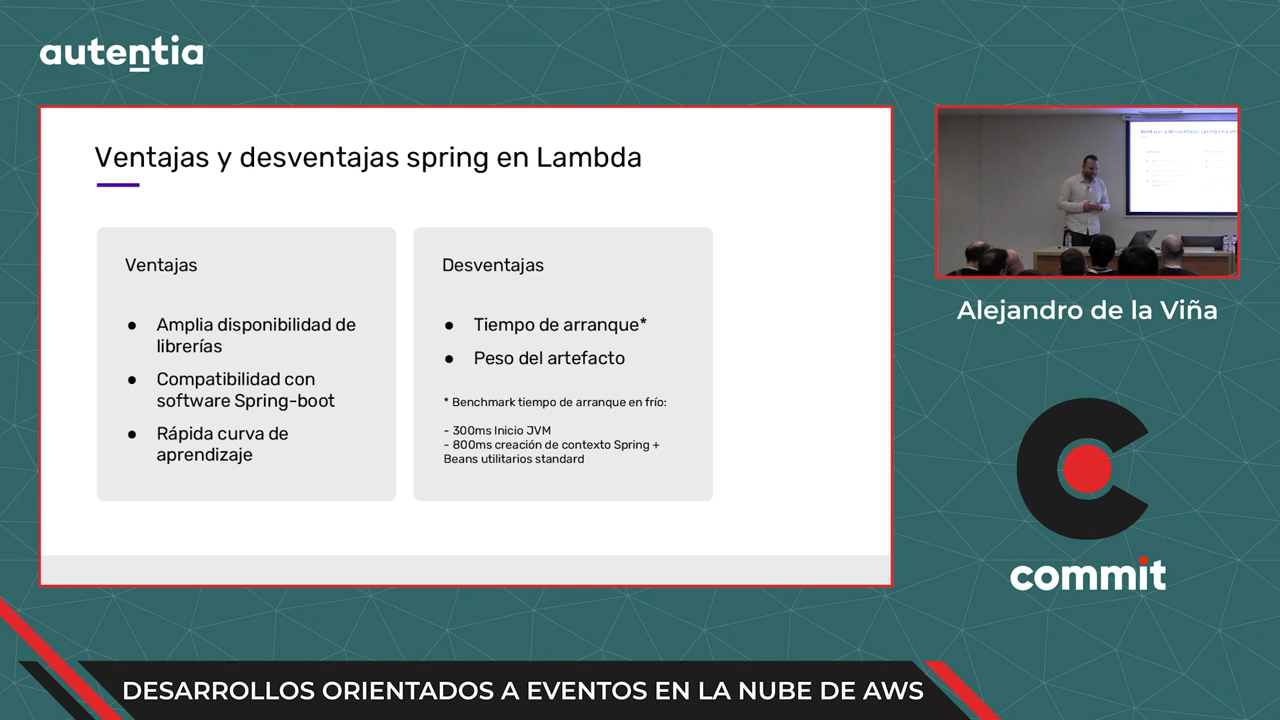 autentia
Ventajas y desventajas spring en Lambda
Ventajas
● Amplia disponibilidad de
librerías
● Compatibilidad con
software Spring-boot
● Rápida curva de
aprendizaje
Desventajas
● Tiempo de arranque*
● Peso del artefacto
* Benchmark tiempo de arranque en frío:
- 300ms Inicio JVM
- 800ms creación de contexto Spring +
Beans utilitarios standard
Alejandro de la Viña
commit
DESARROLLOS ORIENTADOS A EVENTOS EN LA NUBE DE AWS